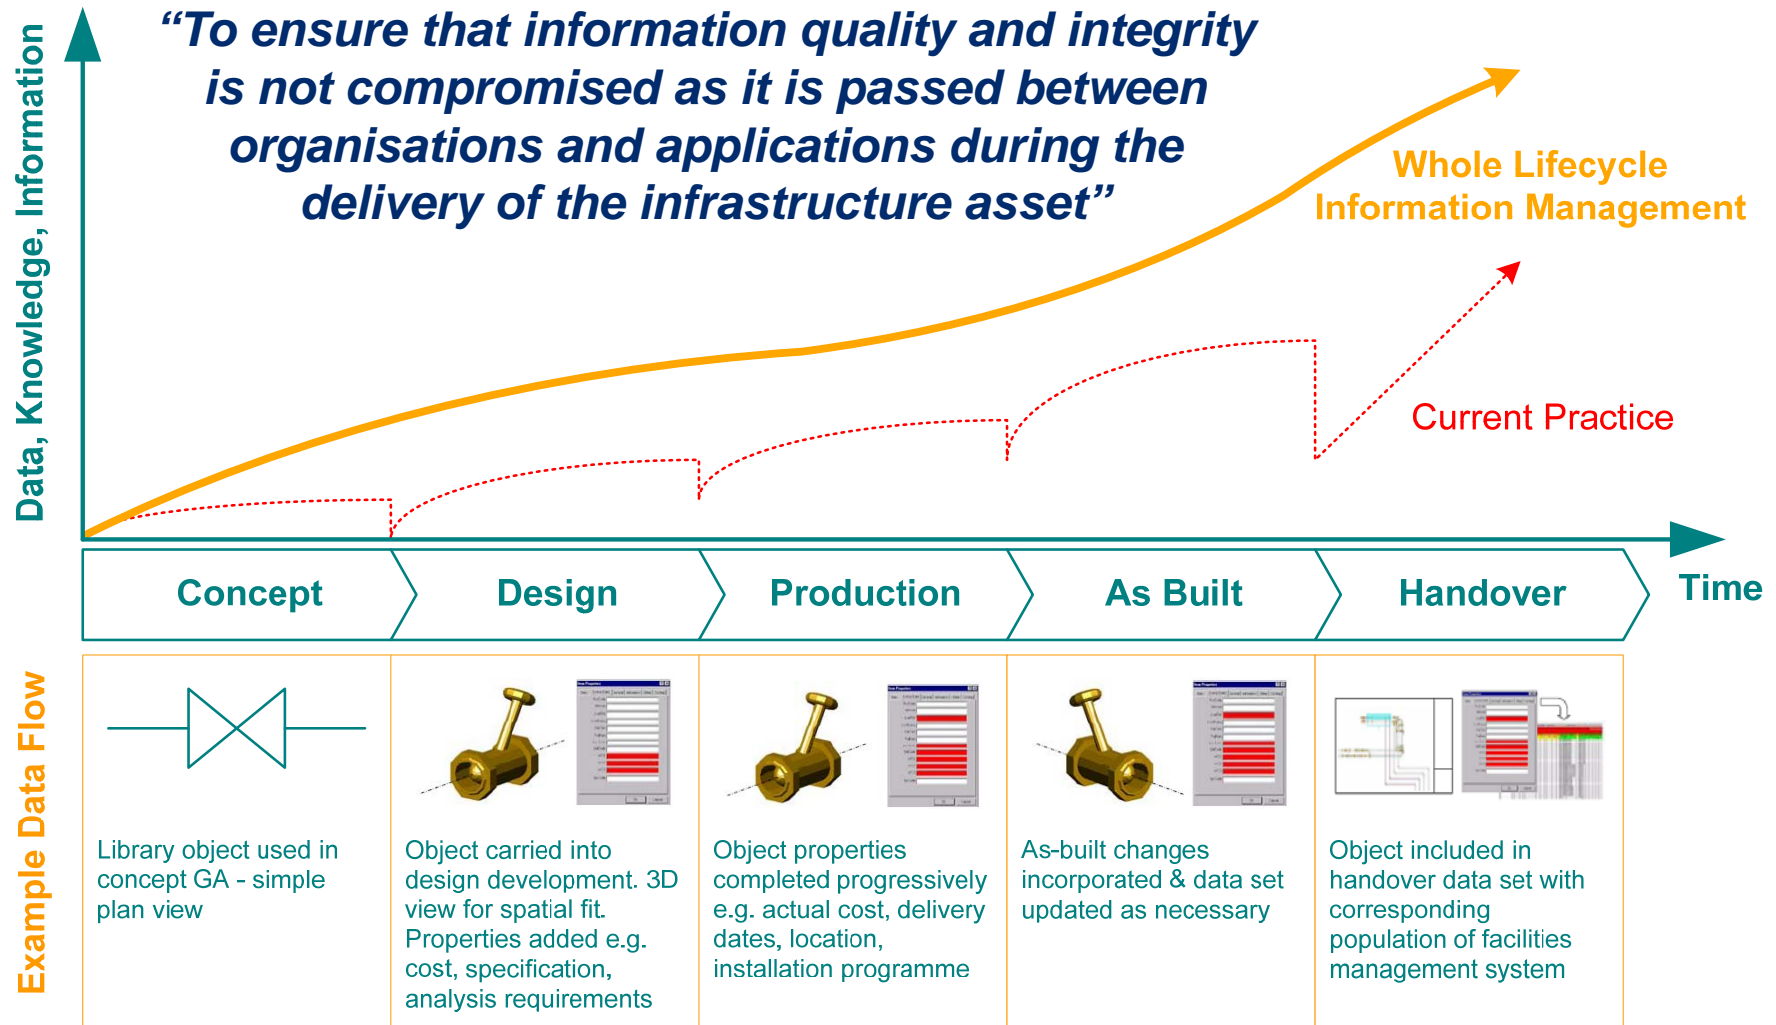 “To ensure that information quality and integrity
is not compromised as it is passed between
organisations and applications during the
delivery of the infrastructure asset”
Data, Knowledge, Information
Whole Lifecycle
Information Management
Current Practice
Concept
Design
Production
As Built
Handover
Time
Example Data Flow
Library object used in
concept GA - simple
plan view
Object carried into
design development. 3D
view for spatial fit.
Properties added e.g.
cost, specification,
analysis requirements
Object properties
completed progressively
e.g. actual cost, delivery
dates, location,
installation programme
As-built changes
incorporated & data set
updated as necessary
Object included in
handover data set with
corresponding
population of facilities
management system